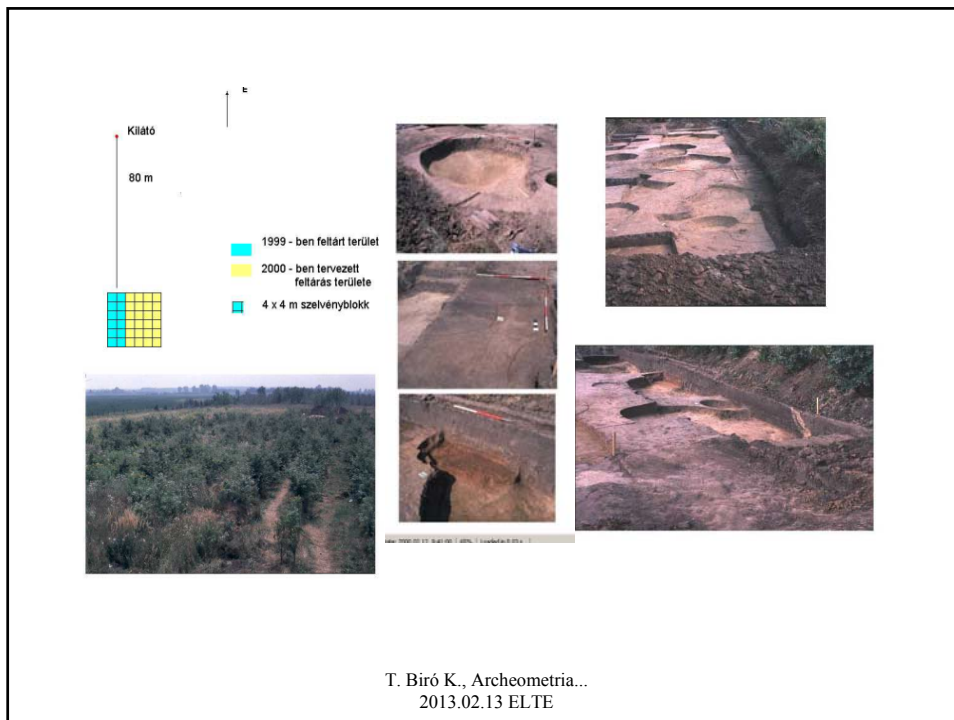 Kilátó
80 m
1999 - ben feltárt terület
2000 - ben tervezett
feltárás területe
4 x 4 m szelvényblokk
T. Biró K., Archeometria...
2013.02.13 ELTE